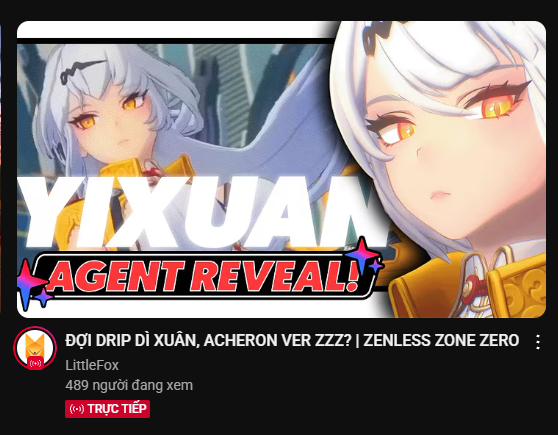 YIXUAN
AGENT REVEAL!
ĐỢI DRIP DÌ XUÂN, ACHERON VER ZZZ? | ZENLESS ZONE ZERO
LittleFox
489 người đang xem
TRỰC TIẾP